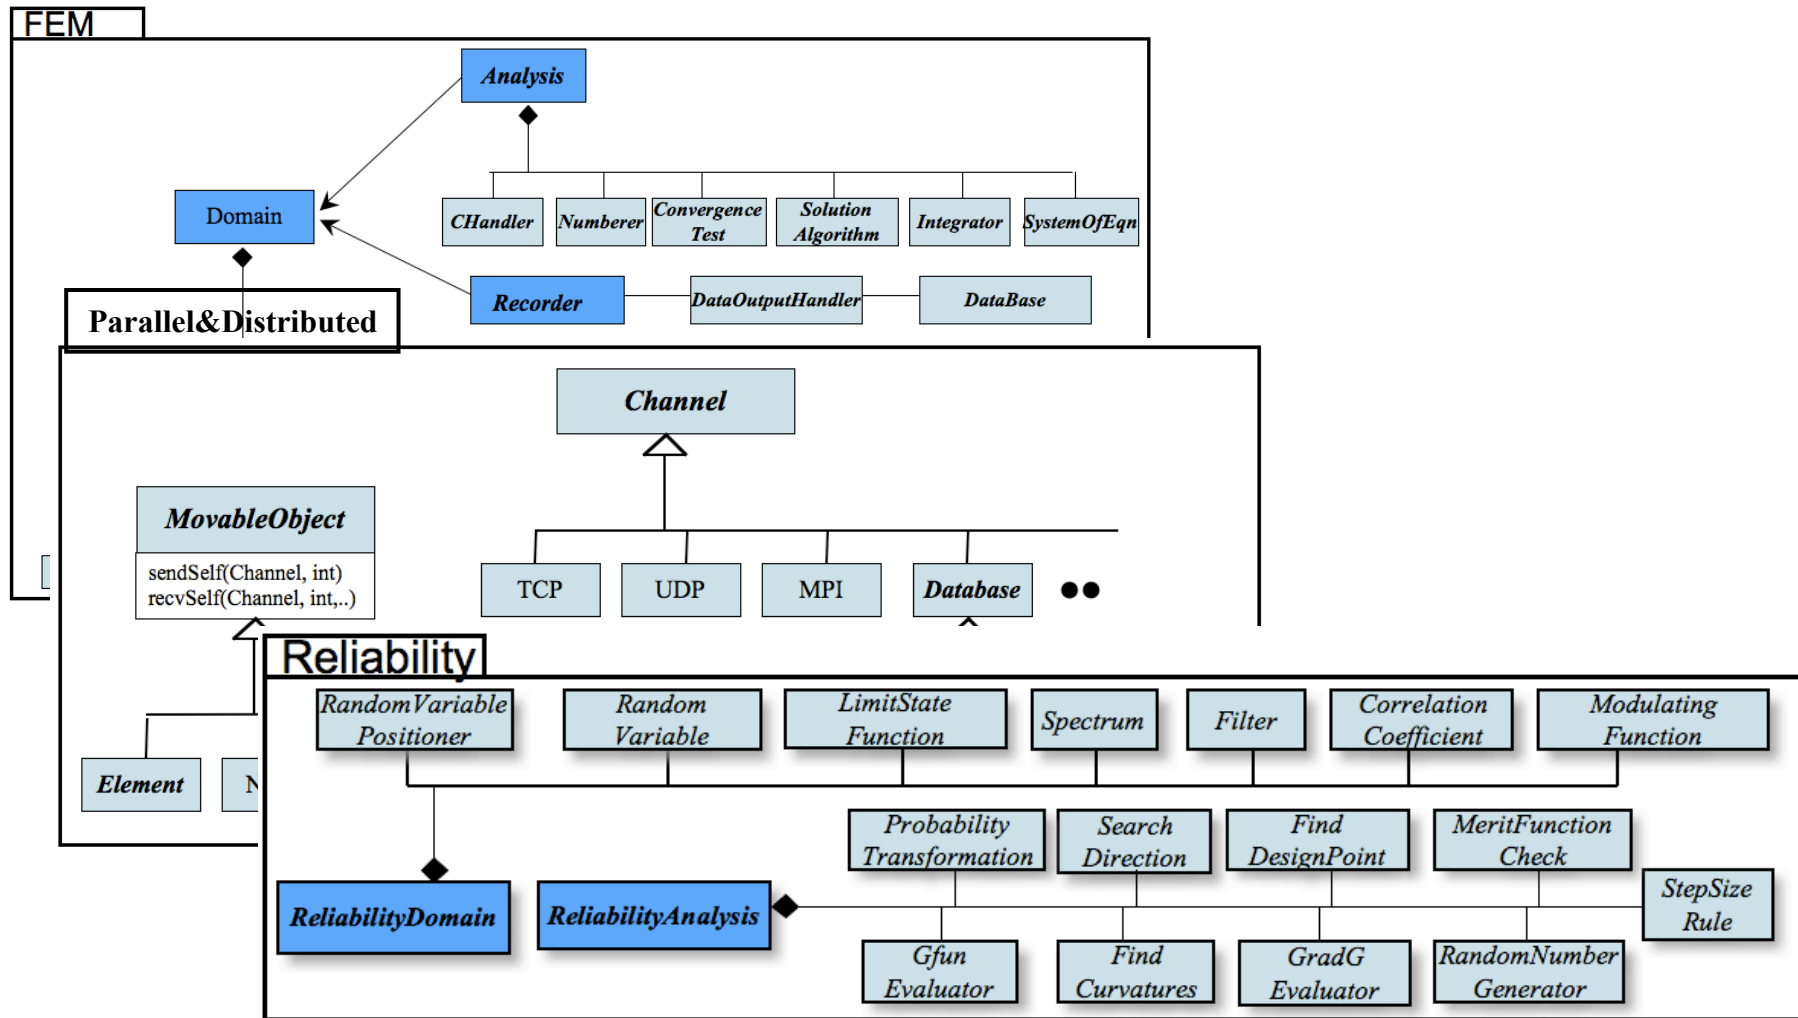 FEM
Analysis
Domain
CHandler
Numberer
Convergence
Test
Solution
Algorithm
Integrator
SystemOfEqn
Recorder
DataOutputHandler
DataBase
Parallel&Distributed
Channel
MovableObject
sendSelf(Channel, int)
recvSelf(Channel, int,..)
TCP
UDP
MPI
Database
Element
Reliability
RandomVariable
Positioner
Random
Variable
LimitState
Function
Spectrum
Filter
Correlation
Coefficient
Modulating
Function
Probability
Transformation
Search
Direction
Find
DesignPoint
MeritFunction
Check
StepSize
Rule
ReliabilityDomain
ReliabilityAnalysis
Gfun
Evaluator
Find
Curvatures
GradG
Evaluator
RandomNumber
Generator